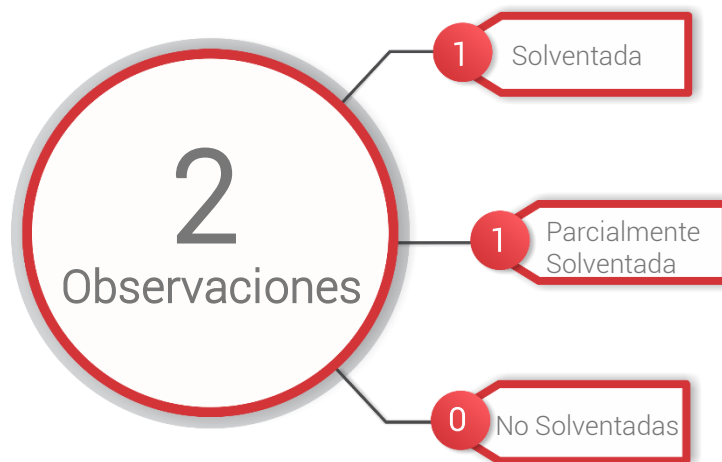 2
Observaciones
1
Solventada
1
Parcialmente
Solventada
0
No Solventadas